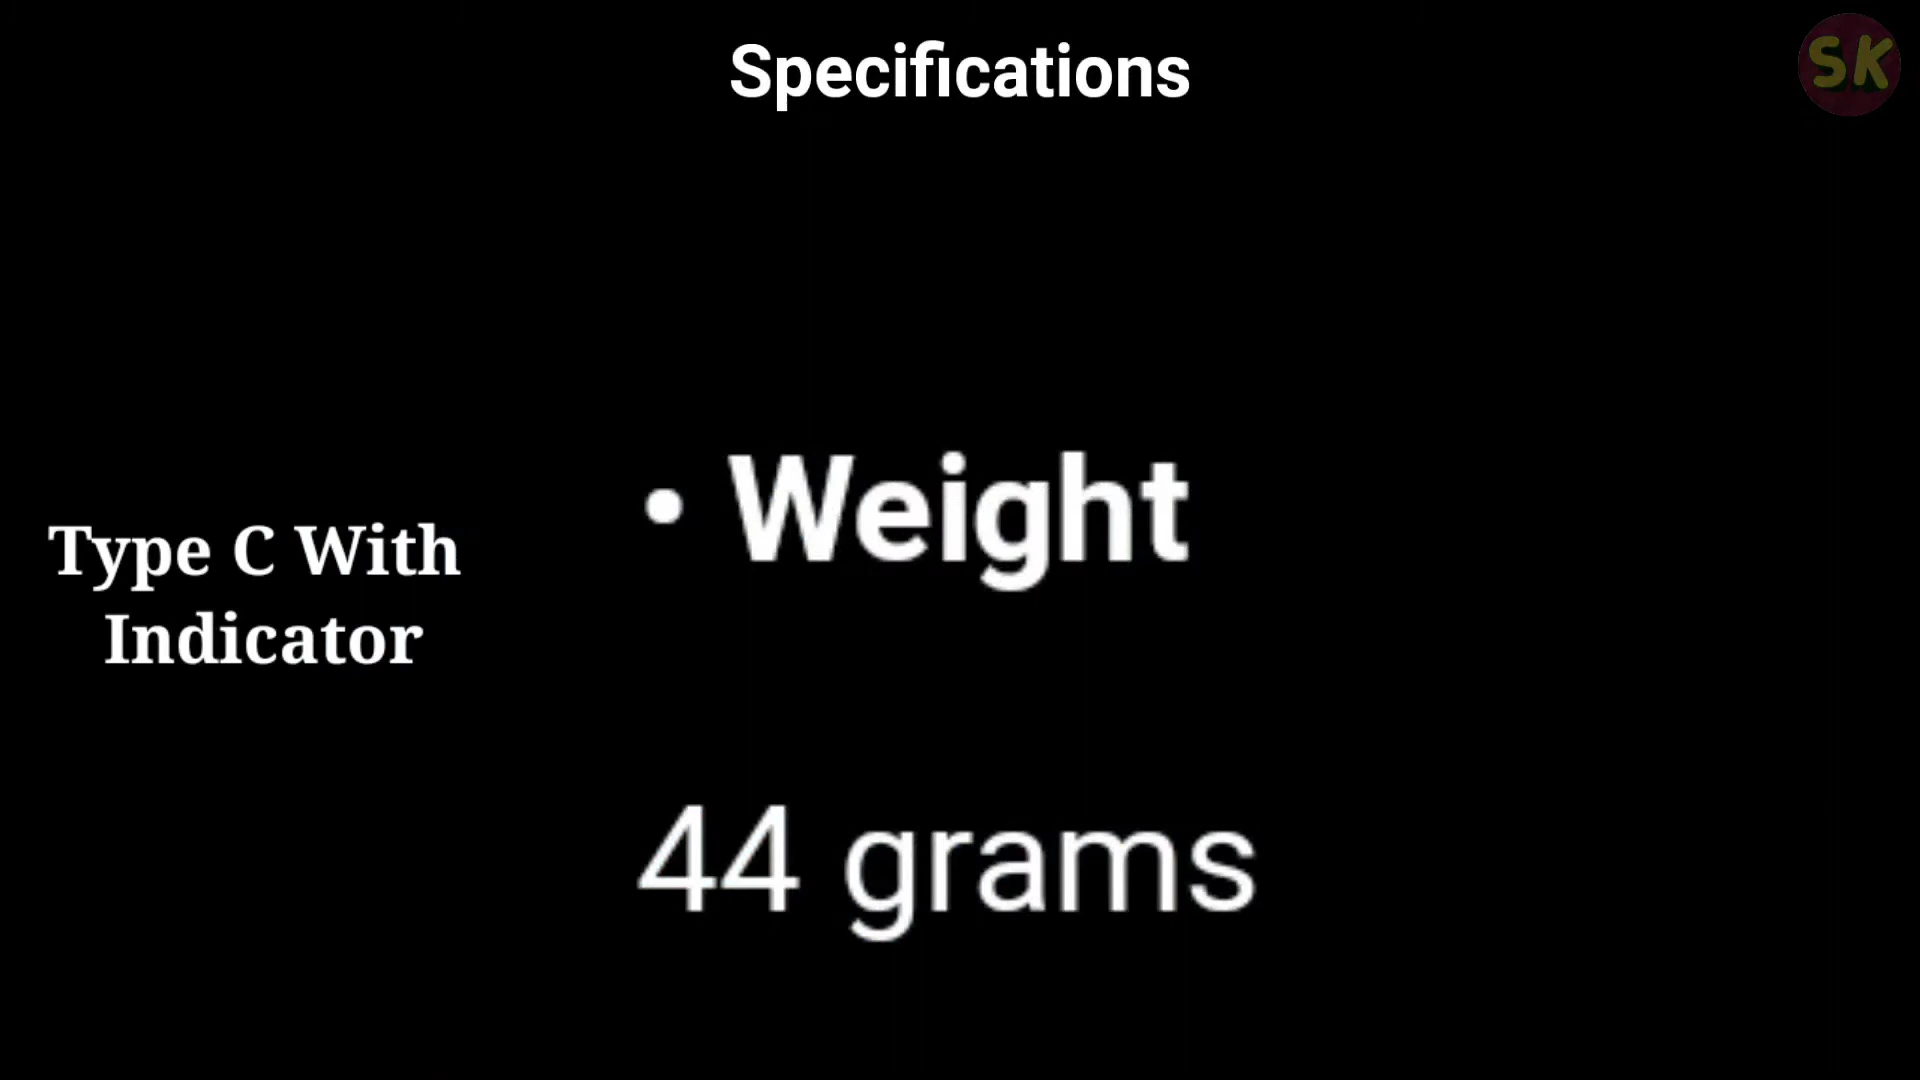 Specifications
SK
• Weight
Type C With
Indicator
44 grams